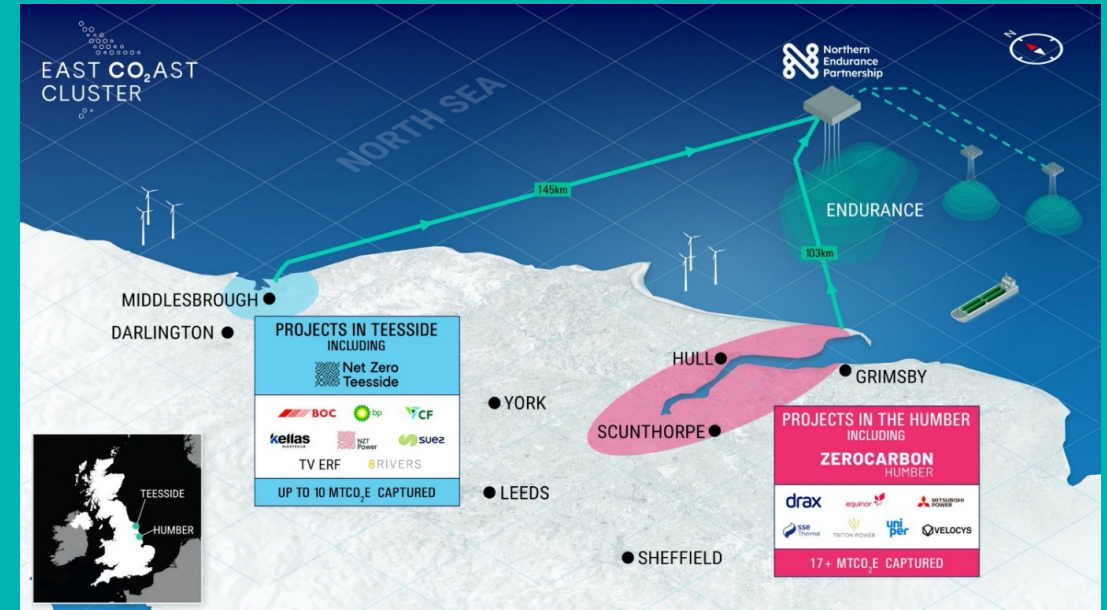 EAST CO₂AST
CLUSTER
Northern
Endurance
Partnership
N
NORTH SEA
145km
ENDURANCE
103km
MIDDLESBROUGH
DARLINGTON
PROJECTS IN TEESSIDE
INCLUDING
Net Zero
Teesside
BOC
bp
CF
kellas
NZT
Power
suez
TV ERF
8RIVERS
UP TO 10 MTCO₂E CAPTURED
YORK
LEEDS
SHEFFIELD
HULL
SCUNTHORPE
GRIMSBY
PROJECTS IN THE HUMBER
INCLUDING
ZEROCARBON
HUMBER
drax
equinor
MITSUBISHI
POWER
sse
Thermal
TRITON POWER
uni
per
VELOCYS
17+ MTCO₂E CAPTURED
TEESSIDE
HUMBER